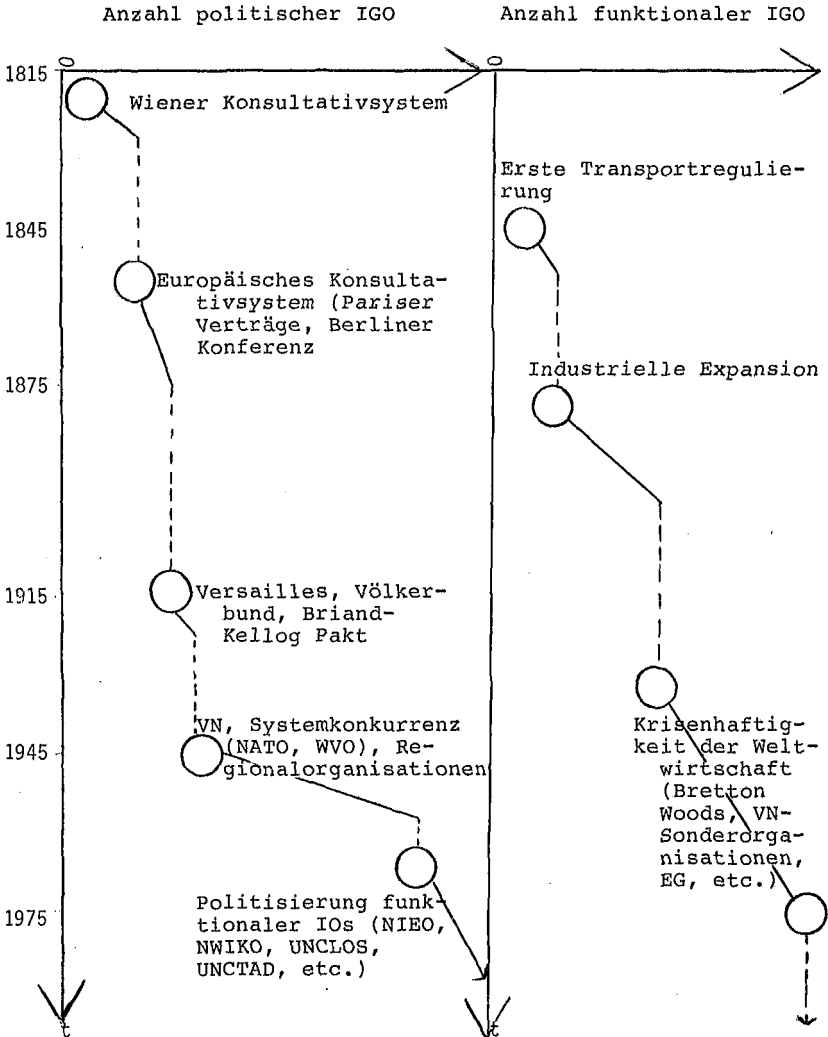 Anzahl politischer IGO
Anzahl funktionaler IGO
0
0
1815
Wiener Konsultativsystem
Erste Transportregulie-
rung
1845
Europäisches Konsulta-
tivsystem (Pariser
Verträge, Berliner
Konferenz
Industrielle Expansion
1875
1915
Versailles, Völker-
bund, Briand-
Kellog Pakt
VN, Systemkonkurrenz
(NATO, WVO), Re-
gionalorganisationen
1945
Krisenhaftig-
keit der Welt-
wirtschaft
(Bretton
Woods, VN-
Sonderorga-
nisationen,
EG, etc.)
Politisierung funk-
tionaler IOs (NIEO,
NWIKO, UNCLOS,
UNCTAD, etc.)
1975
t
t